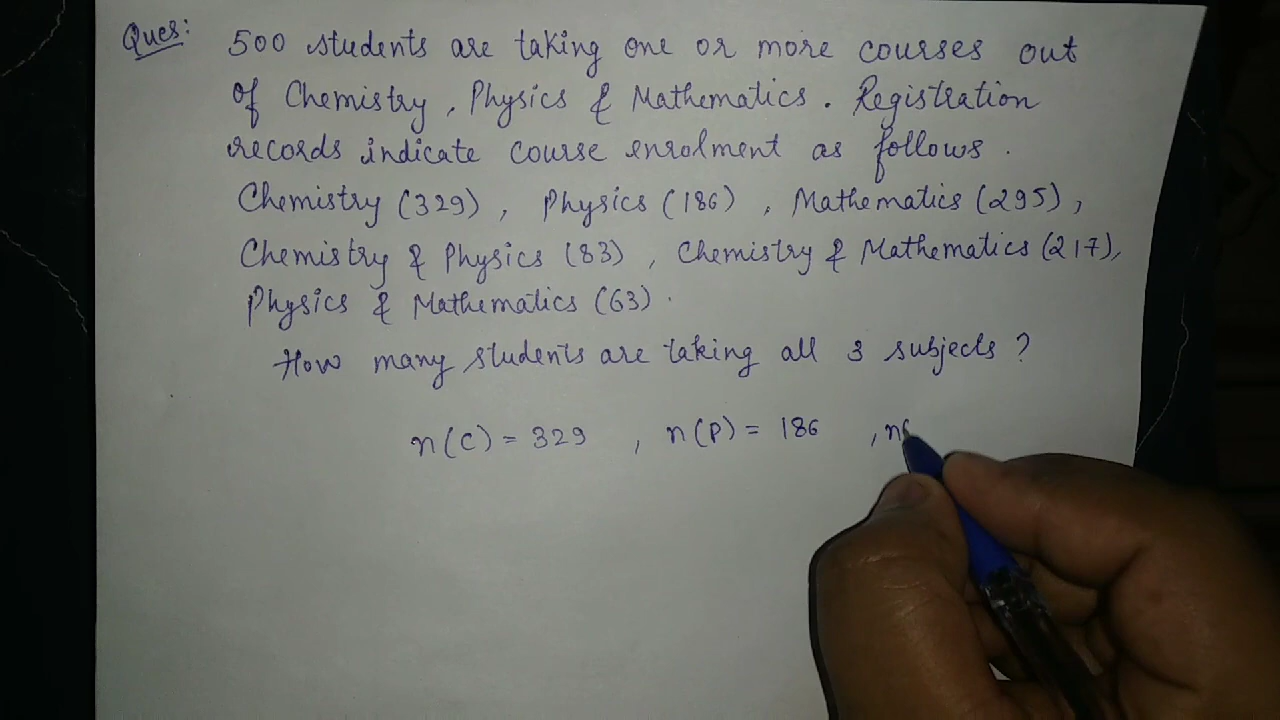 Ques: 500 students are taking one or more courses out
of Chemistry, Physics & Mathematics. Registration
records indicate course enrolment as follows.
Chemistry (329), Physics (186), Mathematics (295),
Chemistry & Physics (83), Chemistry & Mathematics (217),
Physics & Mathematics (63).
How many students are taking all 3 subjects?
n(C) = 329 , n(P) = 186 , n(